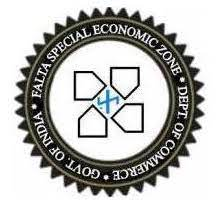 FALTA SPECIAL ECONOMIC ZONE * DEPT. OF COMMERCE * GOVT. OF INDIA *